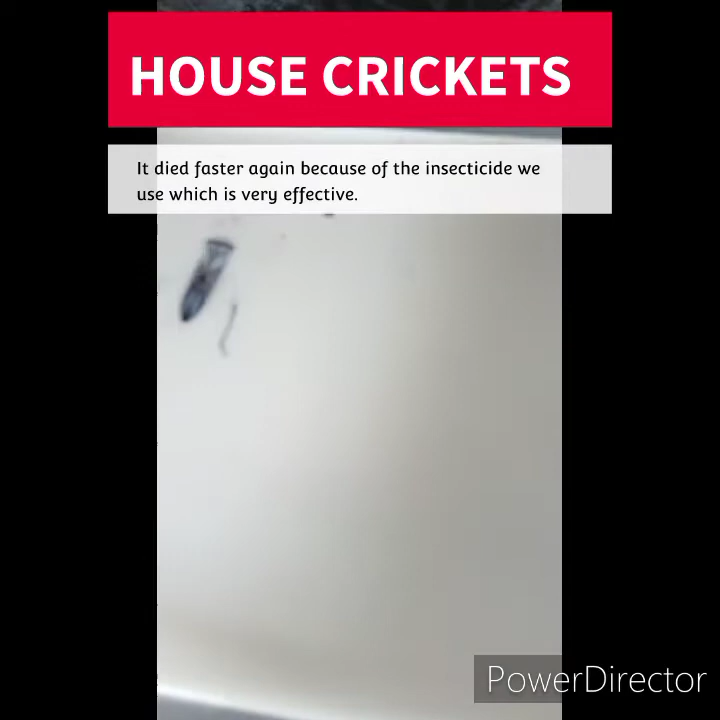 HOUSE CRICKETS
It died faster again because of the insecticide we
use which is very effective.
PowerDirector